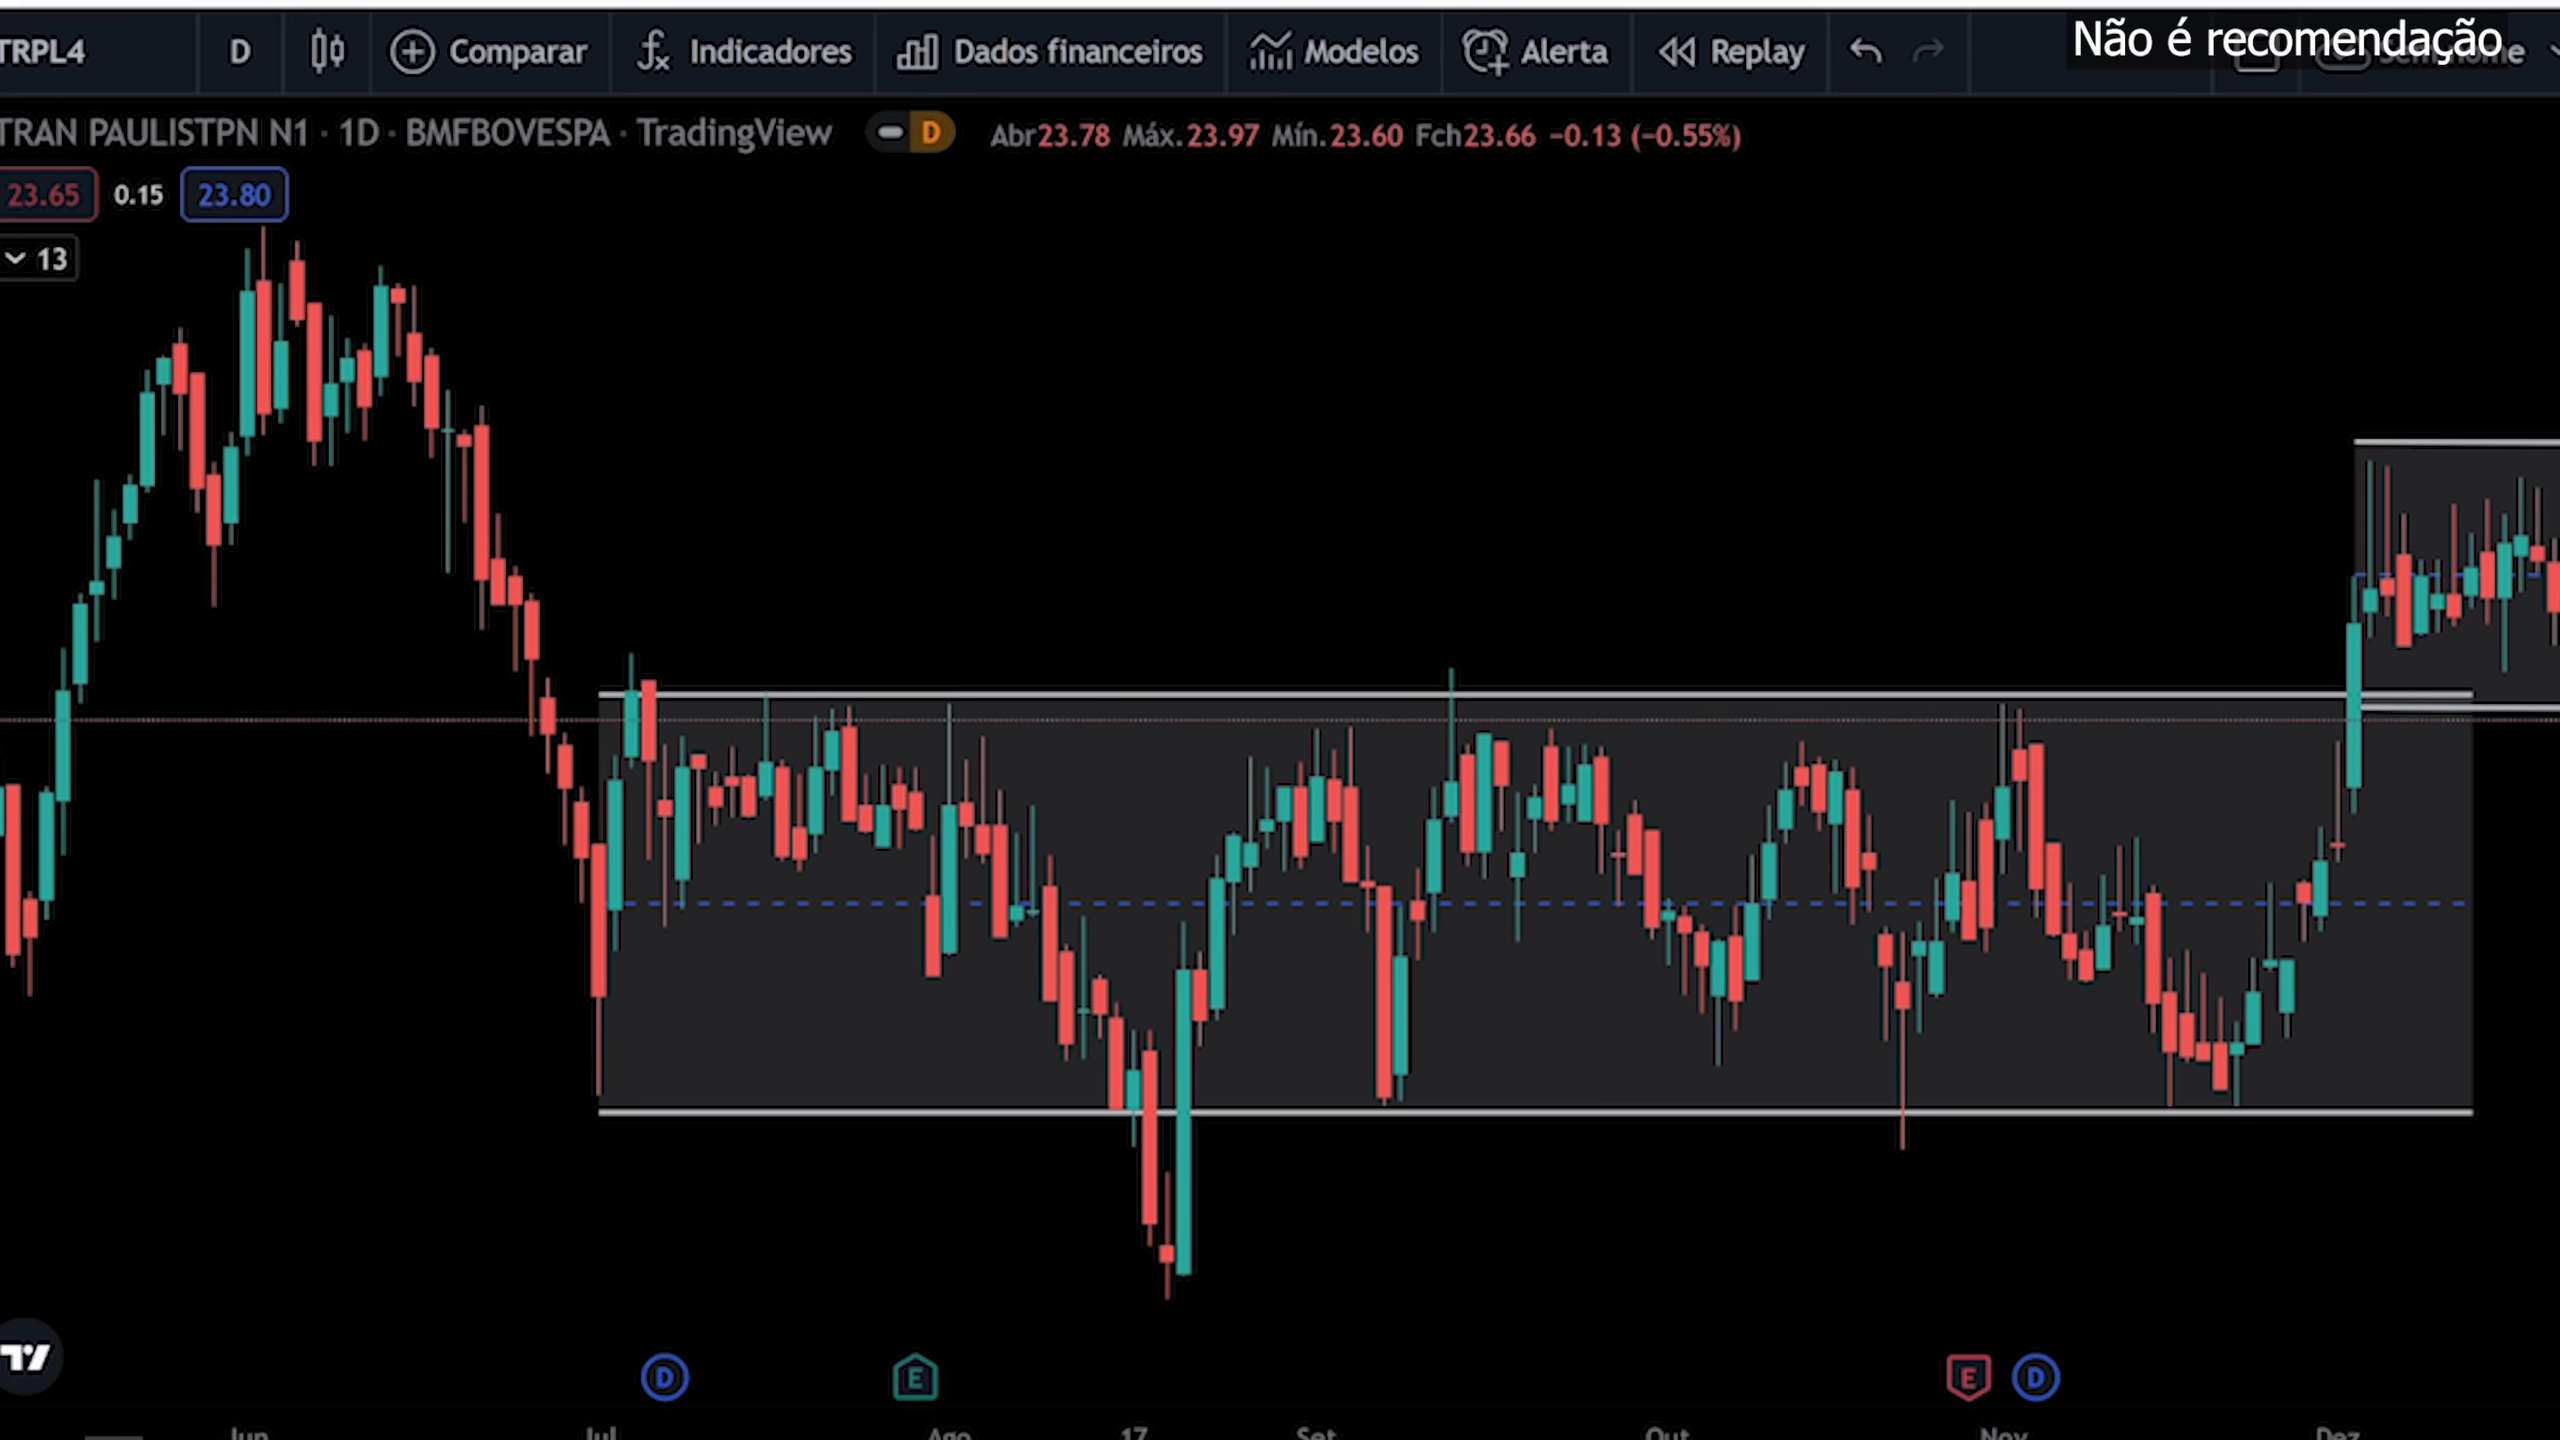 TRPL4 D Comparar Indicadores Dados financeiros Modelos Alerta Replay Não é recomendação
TRAN PAULISTPN N1 · 1D · BMFBOVESPA · TradingView D Abr23.78 Máx.23.97 Mín.23.60 Fch23.66 −0.13 (−0.55%)
23.65 0.15 23.80
13
D E E D
Jun Jul Ago 17 Set Out Nov Dez